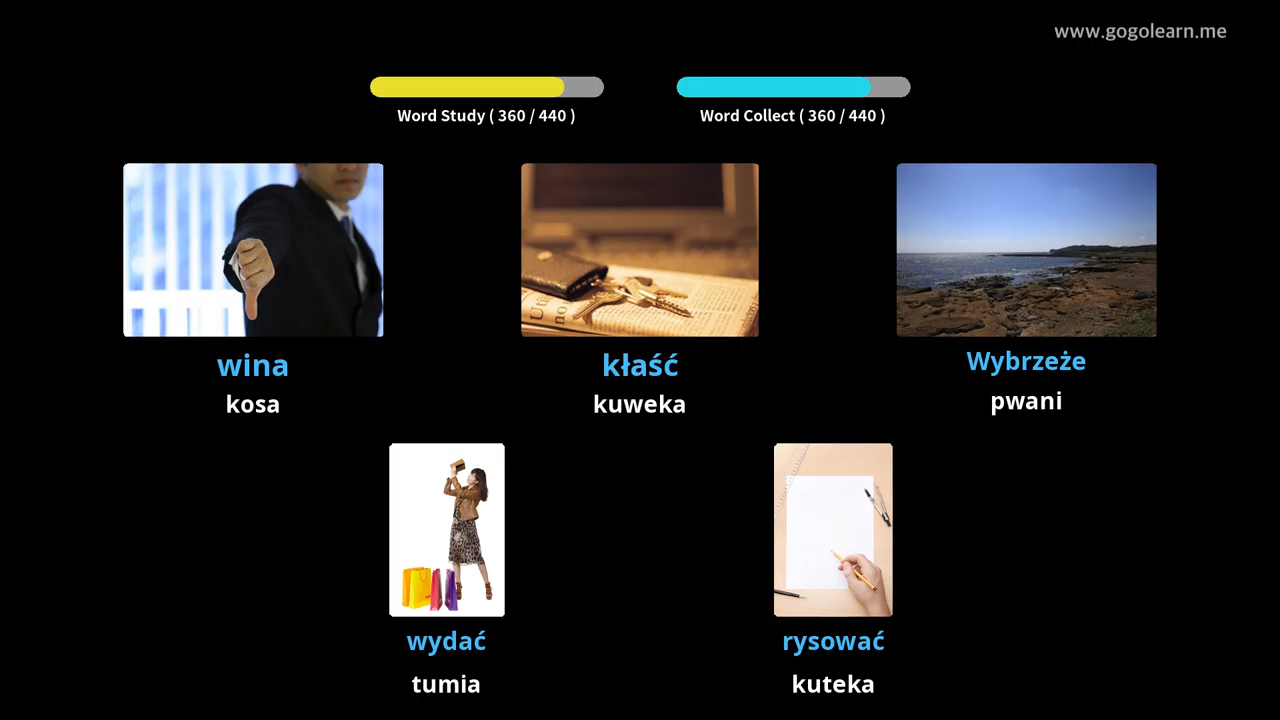 www.gogolearn.me
Word Study ( 360 / 440 )
Word Collect ( 360 / 440 )
wina
kosa
kłaść
kuweka
Wybrzeże
pwani
wydać
tumia
rysować
kuteka